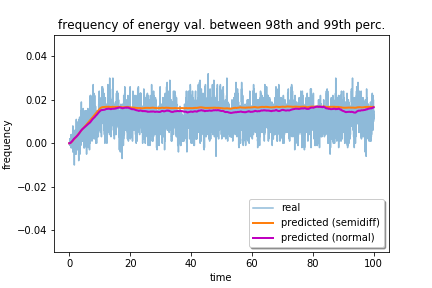 frequency of energy val. between 98th and 99th perc.
frequency
0.04
0.02
0.00
−0.02
−0.04
real
predicted (semidiff)
predicted (normal)
0
20
40
60
80
100
time